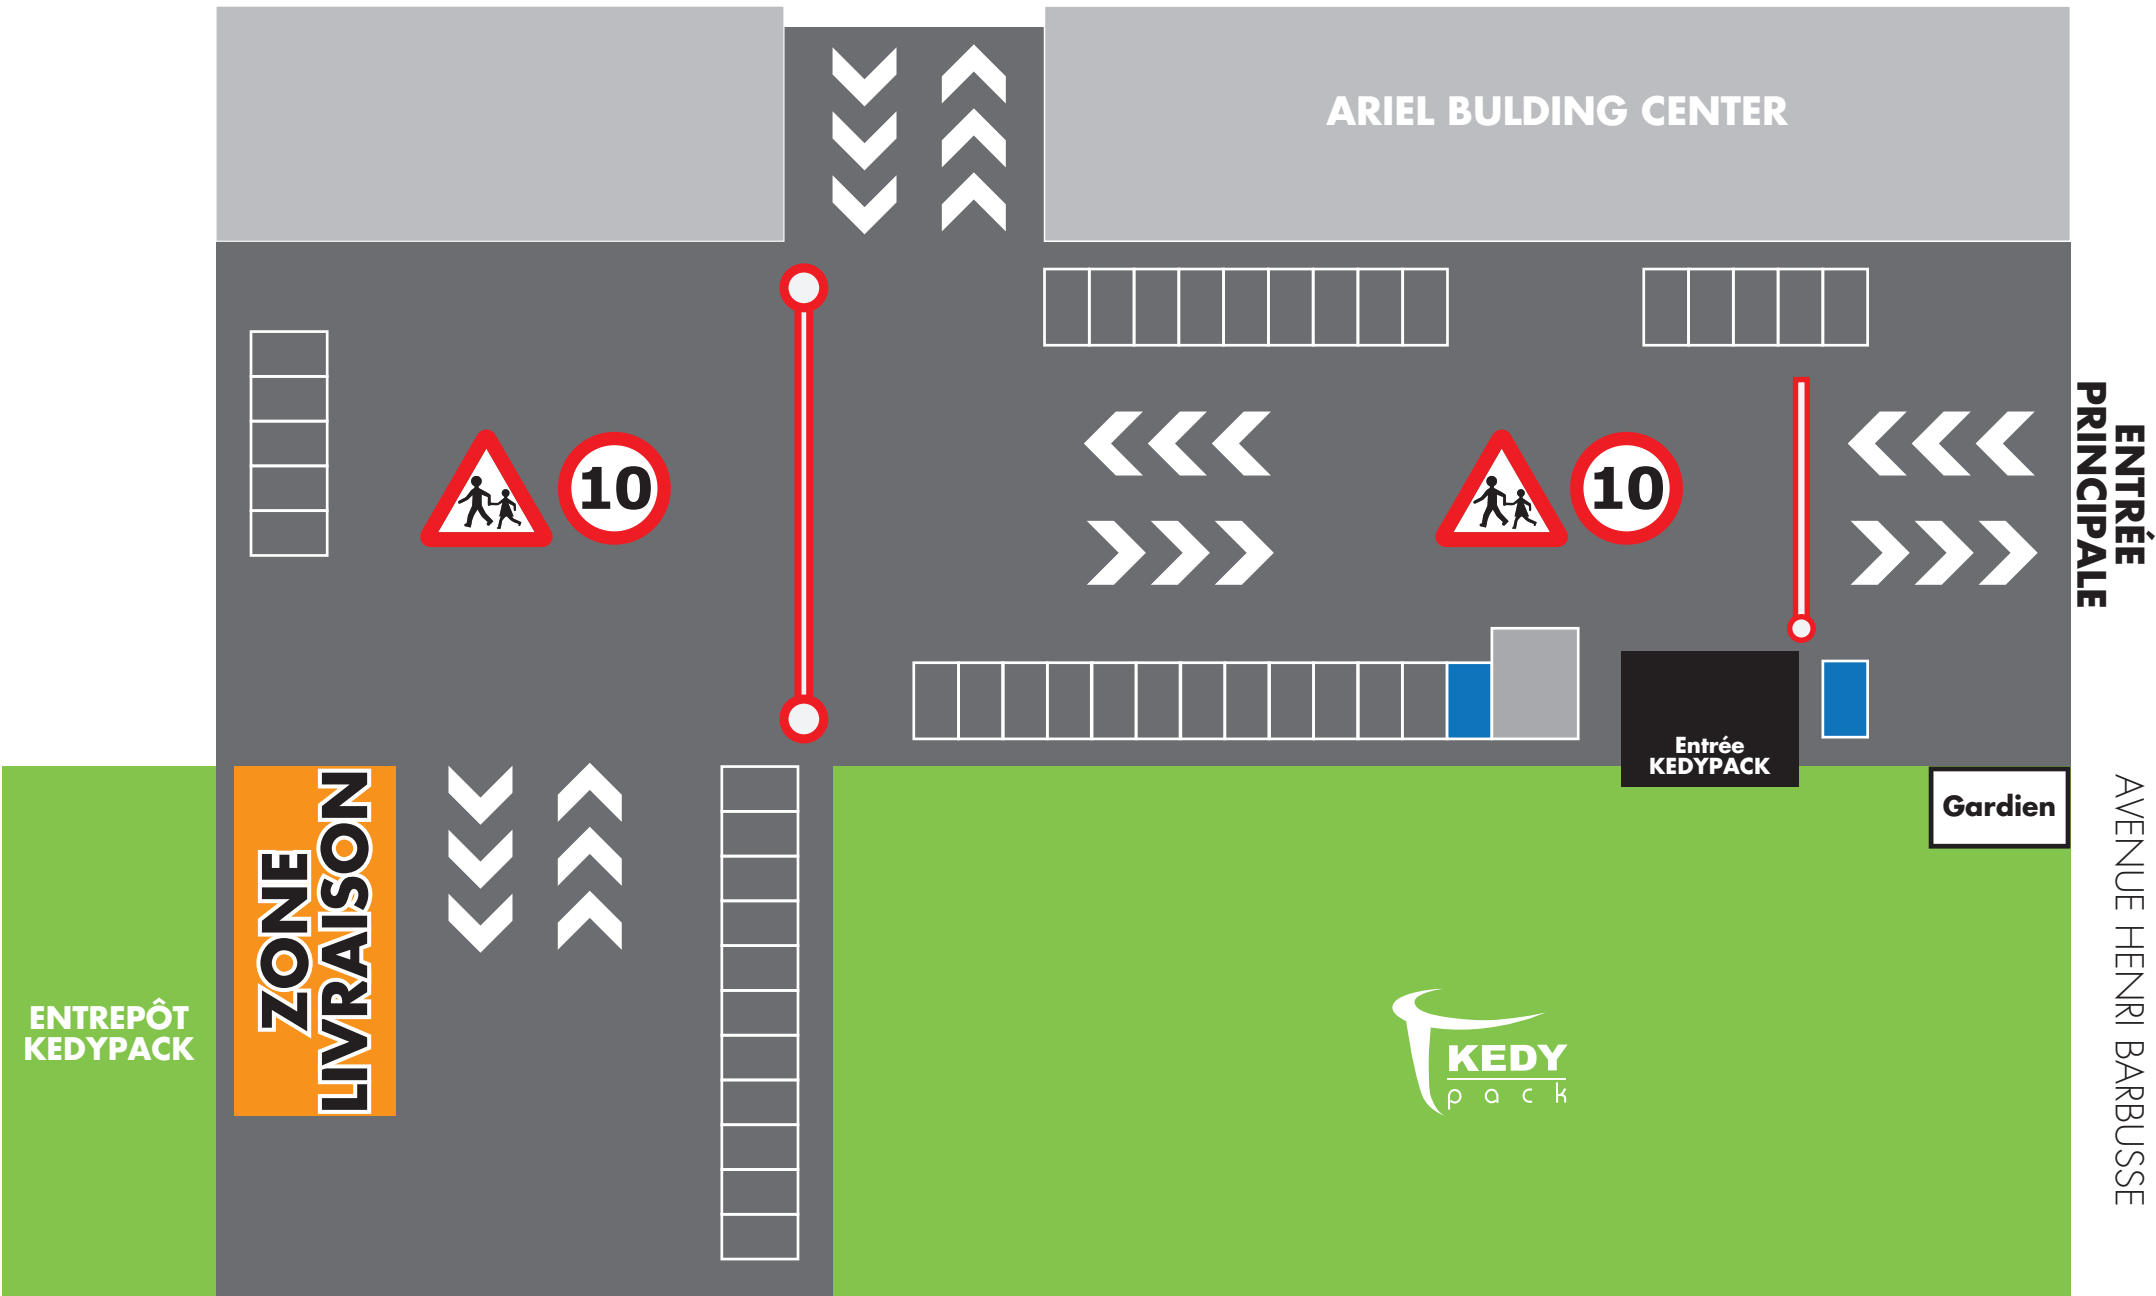 ARIEL BULDING CENTER
10
10
ENTRÉE
PRINCIPALE
Entrée
KEDYPACK
Gardien
ZONE
LIVRAISON
ENTREPÔT
KEDYPACK
KEDY
pack
AVENUE HENRI BARBUSSE